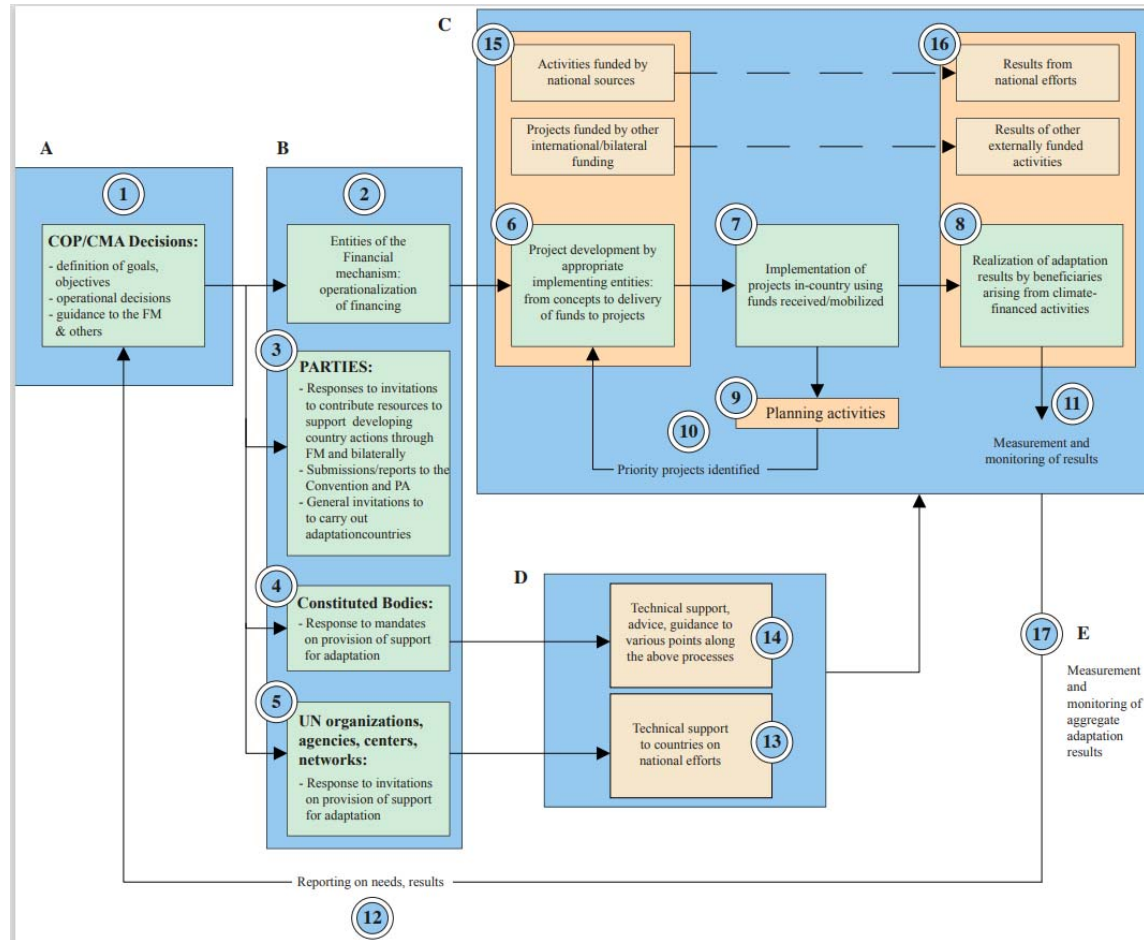 C
15
Activities funded by
national sources
16
Results from
national efforts
Projects funded by other
international/bilateral
funding
Results of other
externally funded
activities
A
1
COP/CMA Decisions:
- definition of goals,
objectives
- operational decisions
- guidance to the FM
& others
B
2
Entities of the
Financial
mechanism:
operationalization
of financing
6
Project development by
appropriate
implementing entities:
from concepts to delivery
of funds to projects
7
Implementation of
projects in-country using
funds received/mobilized
8
Realization of adaptation
results by beneficiaries
arising from climate-
financed activities
3
PARTIES:
- Responses to invitations
to contribute resources to
support developing
country actions through
FM and bilaterally
- Submissions/reports to the
Convention and PA
- General invitations to
to carry out
adaptationcountries
9
Planning activities
10
Priority projects identified
11
Measurement and
monitoring of results
4
Constituted Bodies:
- Response to mandates
on provision of support
for adaptation
D
Technical support,
advice, guidance to
various points along
the above processes
14
5
UN organizations,
agencies, centers,
networks:
- Response to invitations
on provision of support
for adaptation
Technical support
to countries on
national efforts
13
17
E
Measurement
and
monitoring of
aggregate
adaptation
results
Reporting on needs, results
12